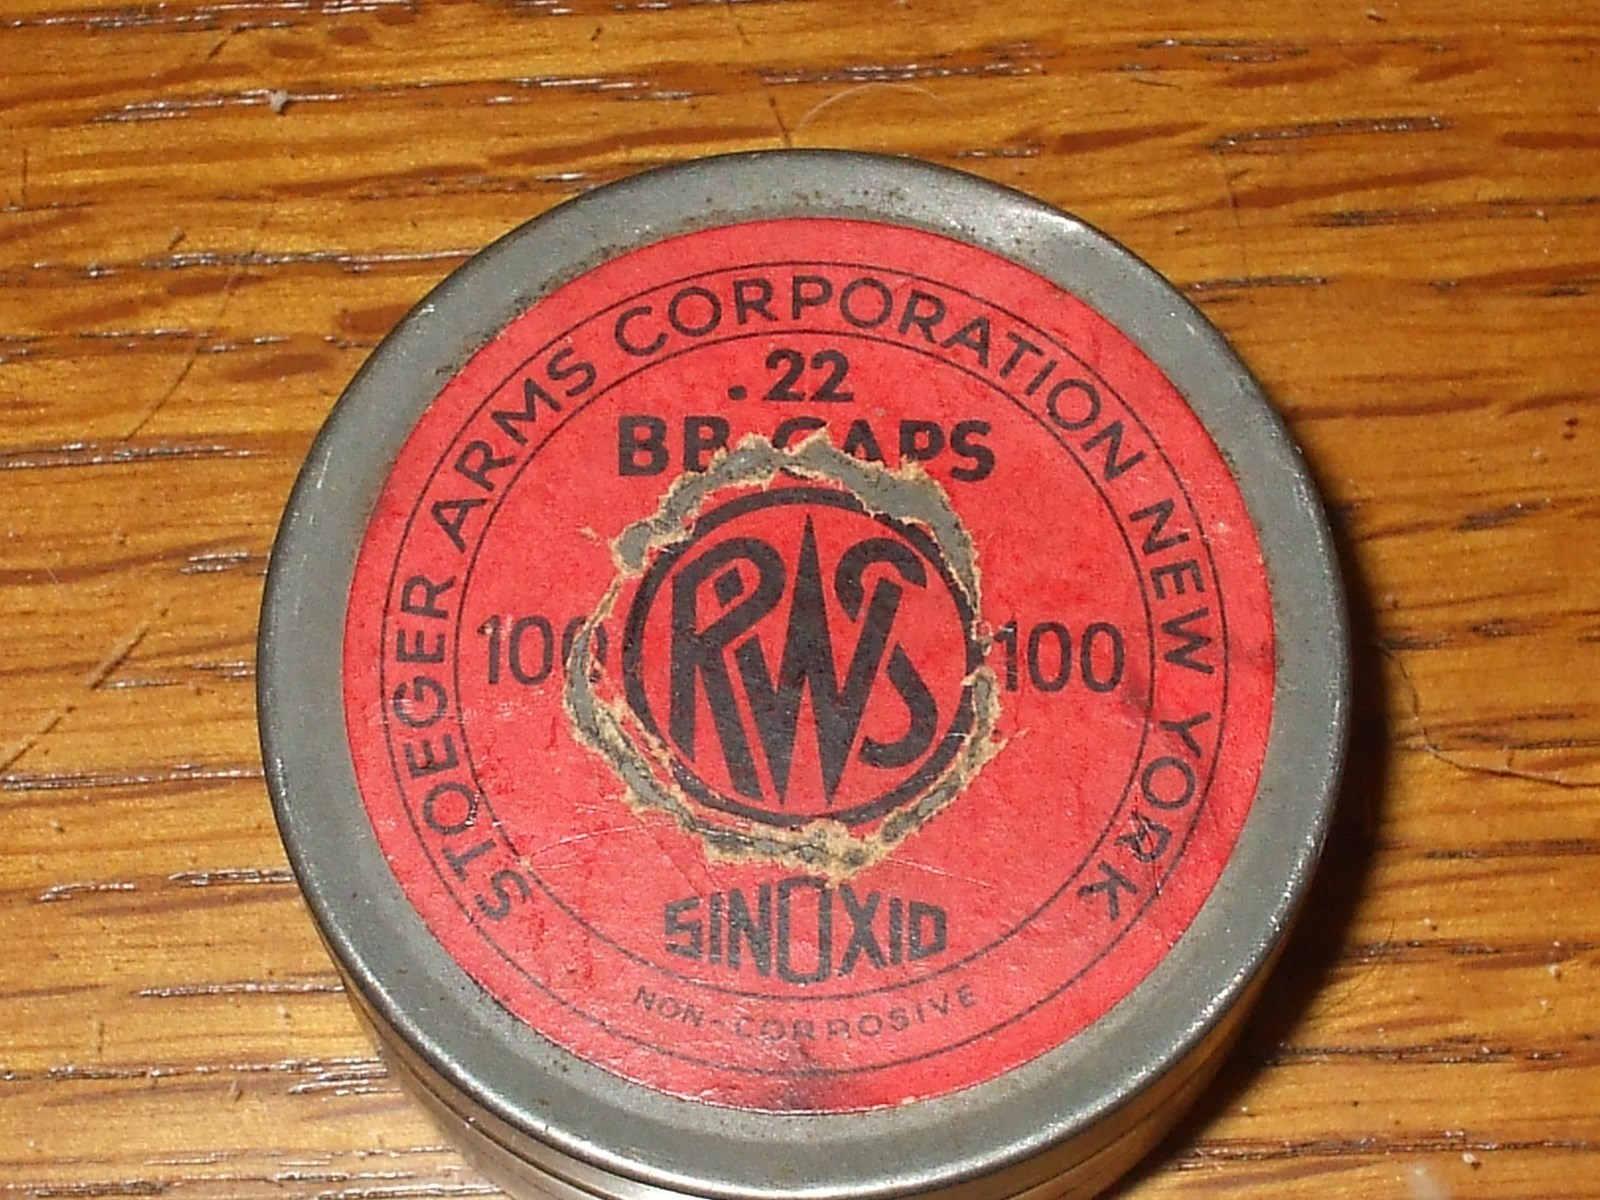 STOEGER ARMS CORPORATION NEW YORK
.22
BB CAPS
100 RWS 100
SINOXID
NON-CORROSIVE